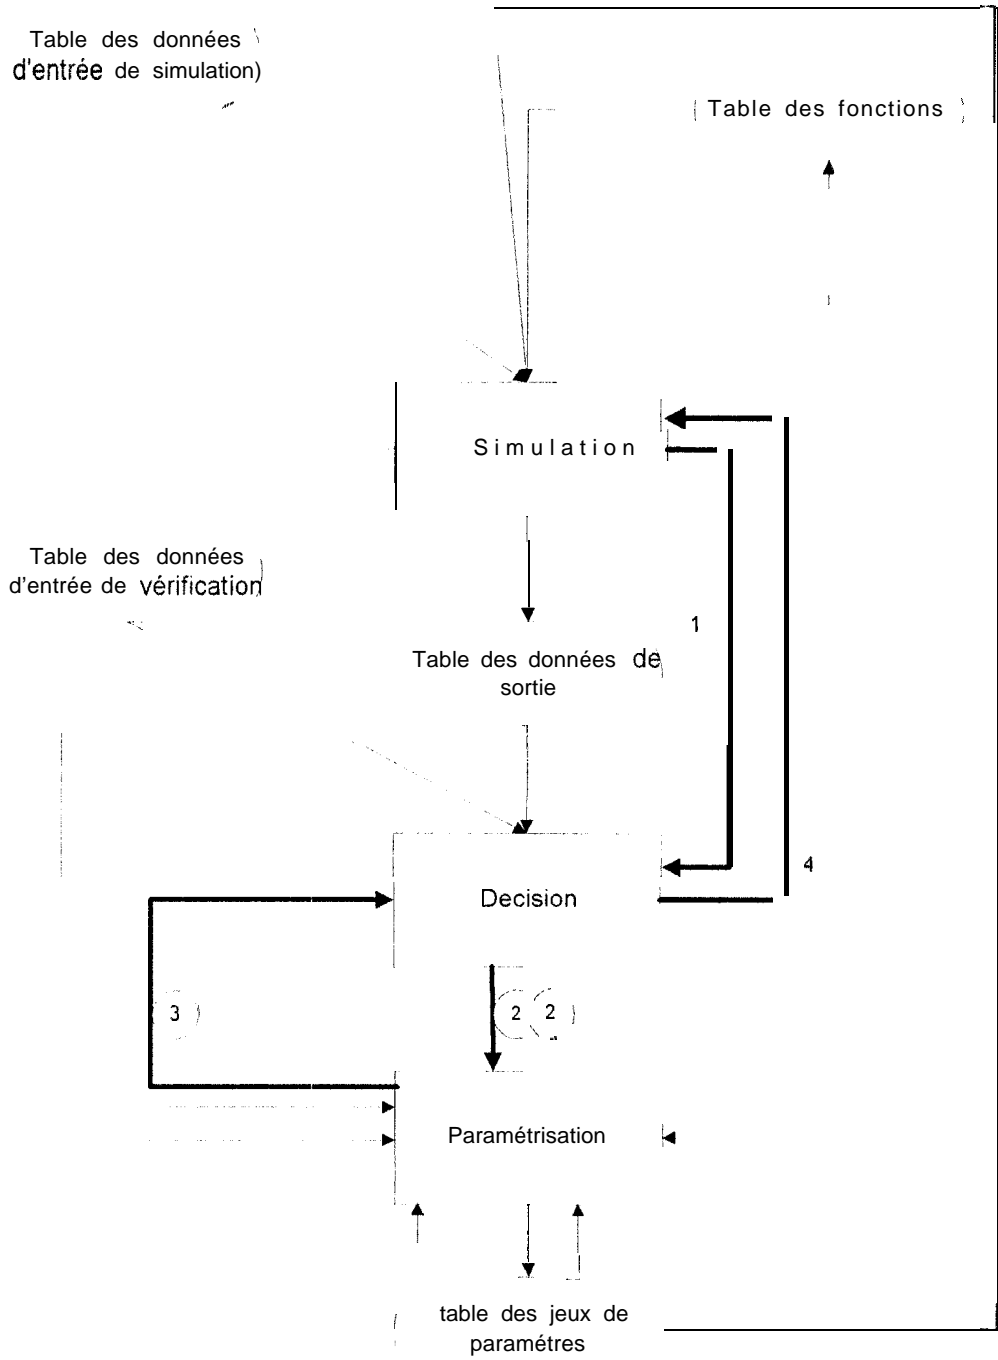 Table des données
d'entrée de simulation)
( Table des fonctions )
Simulation
Table des données
d'entrée de vérification)
1
Table des données de
sortie
4
Decision
3
2 2
Paramétrisation
table des jeux de
paramétres